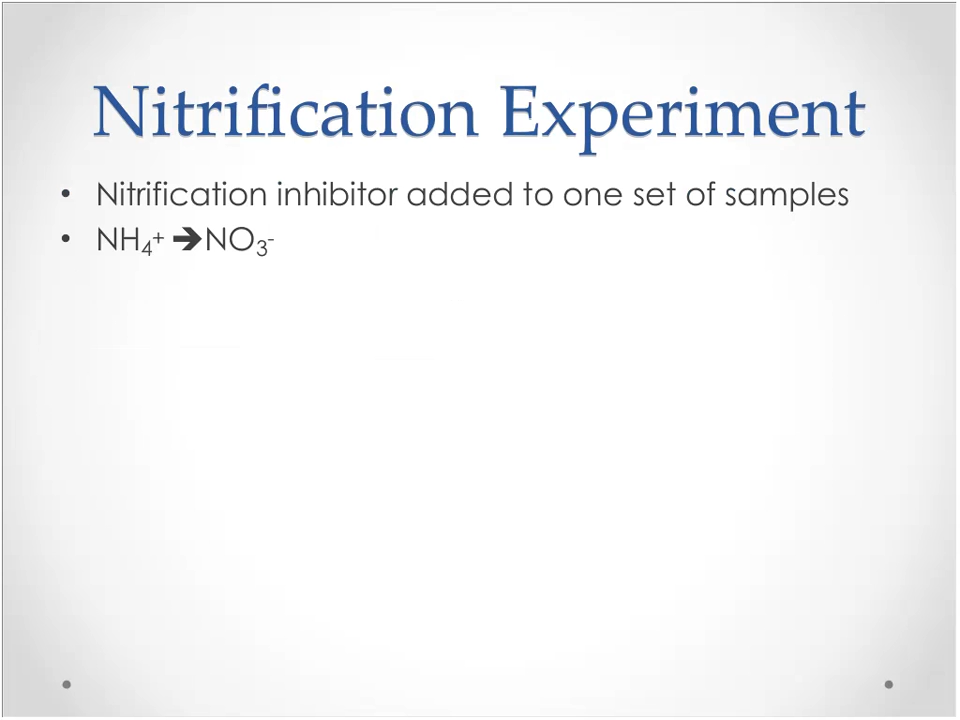 Nitrification Experiment
• Nitrification inhibitor added to one set of samples
• NH₄⁺ ➔NO₃⁻